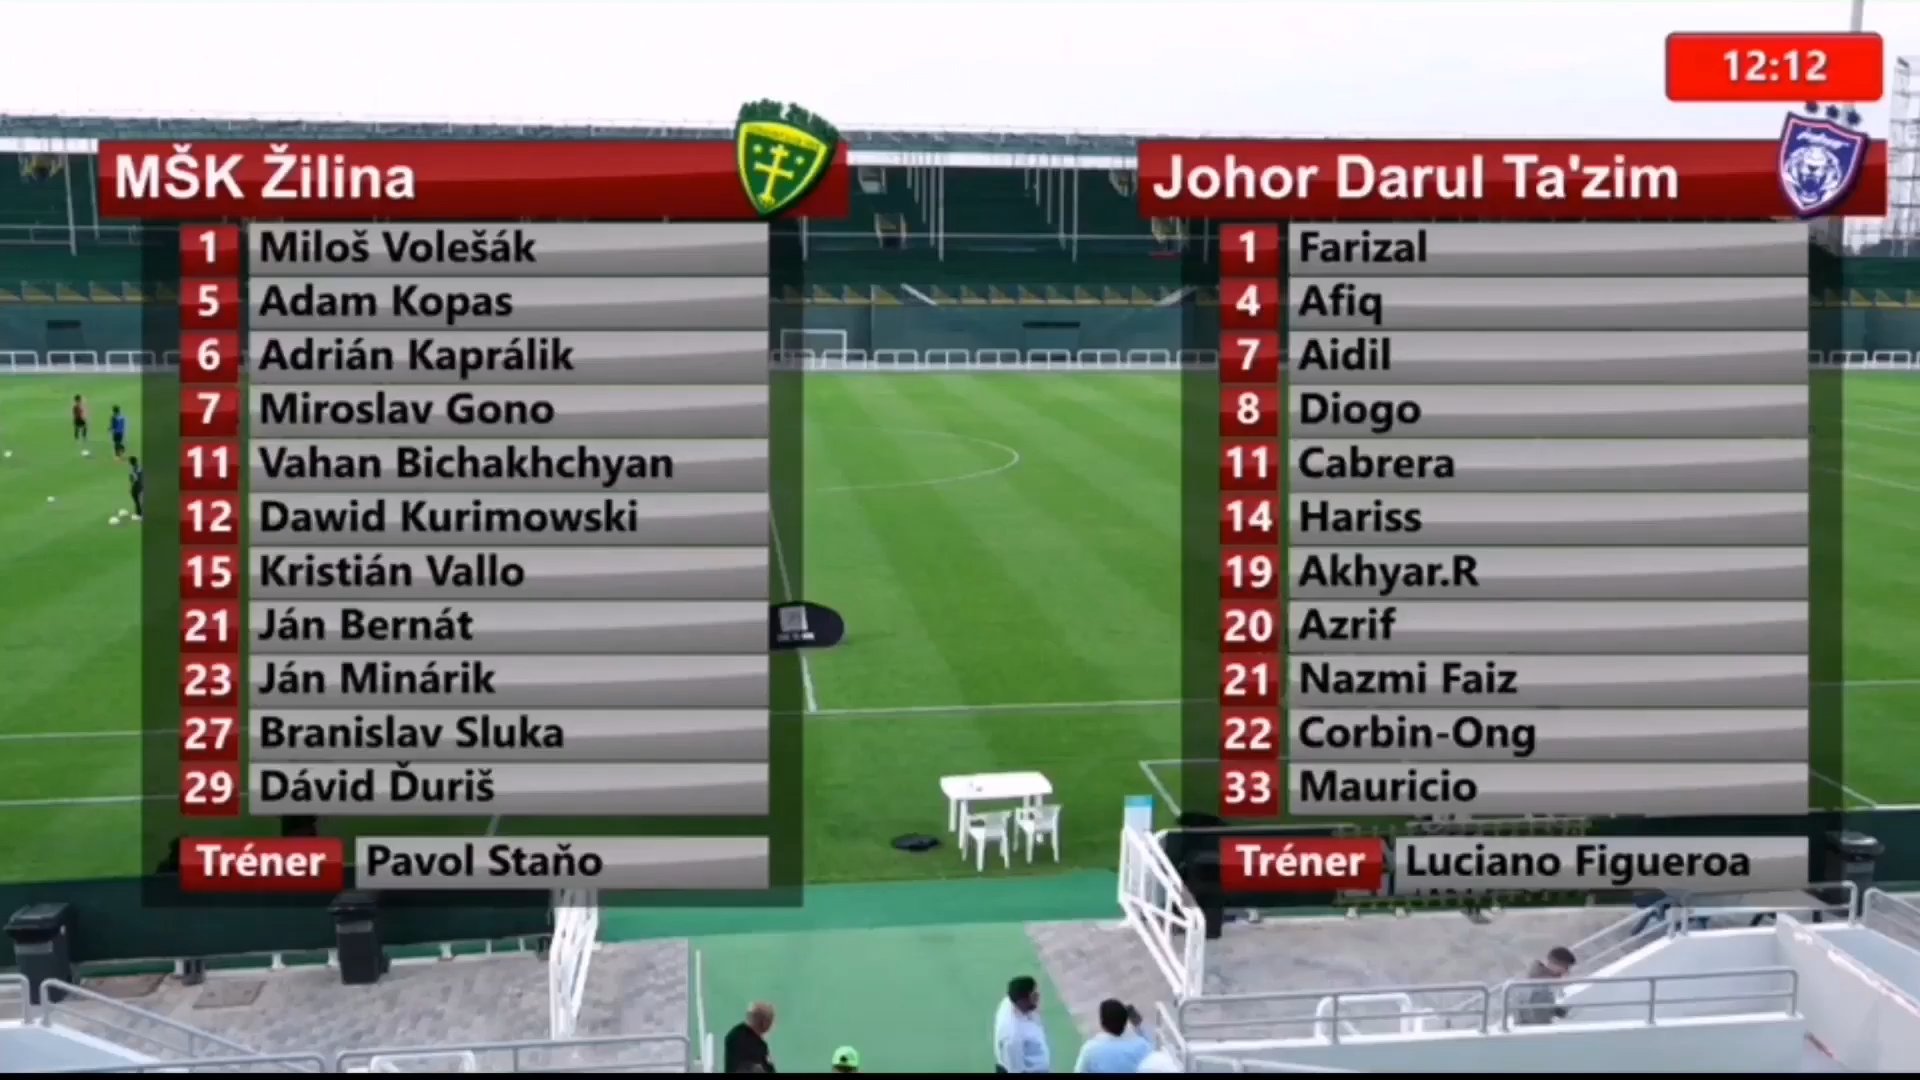 12:12
MŠK Žilina
1 Miloš Volešák
5 Adam Kopas
6 Adrián Kaprálik
7 Miroslav Gono
11 Vahan Bichakhchyan
12 Dawid Kurimowski
15 Kristián Vallo
21 Ján Bernát
23 Ján Minárik
27 Branislav Sluka
29 Dávid Ďuriš
Tréner Pavol Staňo
Johor Darul Ta'zim
1 Farizal
4 Afiq
7 Aidil
8 Diogo
11 Cabrera
14 Hariss
19 Akhyar.R
20 Azrif
21 Nazmi Faiz
22 Corbin-Ong
33 Mauricio
Tréner Luciano Figueroa